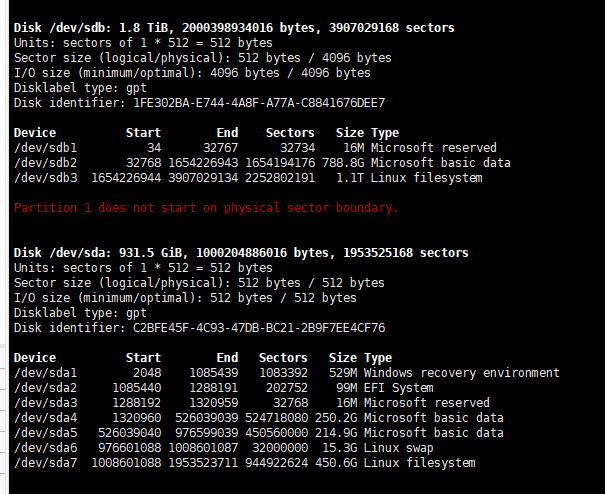 Disk /dev/sdb: 1.8 TiB, 2000398934016 bytes, 3907029168 sectors
Units: sectors of 1 * 512 = 512 bytes
Sector size (logical/physical): 512 bytes / 4096 bytes
I/O size (minimum/optimal): 4096 bytes / 4096 bytes
Disklabel type: gpt
Disk identifier: 1FE302BA-E744-4A8F-A77A-C8841676DEE7
Device Start End Sectors Size Type
/dev/sdb1 34 32767 32734 16M Microsoft reserved
/dev/sdb2 32768 1654226943 1654194176 788.8G Microsoft basic data
/dev/sdb3 1654226944 3907029134 2252802191 1.1T Linux filesystem
Partition 1 does not start on physical sector boundary.
Disk /dev/sda: 931.5 GiB, 1000204886016 bytes, 1953525168 sectors
Units: sectors of 1 * 512 = 512 bytes
Sector size (logical/physical): 512 bytes / 512 bytes
I/O size (minimum/optimal): 512 bytes / 512 bytes
Disklabel type: gpt
Disk identifier: C2BFE45F-4C93-47DB-BC21-2B9F7EE4CF76
Device Start End Sectors Size Type
/dev/sda1 2048 1085439 1083392 529M Windows recovery environment
/dev/sda2 1085440 1288191 202752 99M EFI System
/dev/sda3 1288192 1320959 32768 16M Microsoft reserved
/dev/sda4 1320960 526039039 524718080 250.2G Microsoft basic data
/dev/sda5 526039040 976599039 450560000 214.9G Microsoft basic data
/dev/sda6 976601088 1008601087 32000000 15.3G Linux swap
/dev/sda7 1008601088 1953523711 944922624 450.6G Linux filesystem